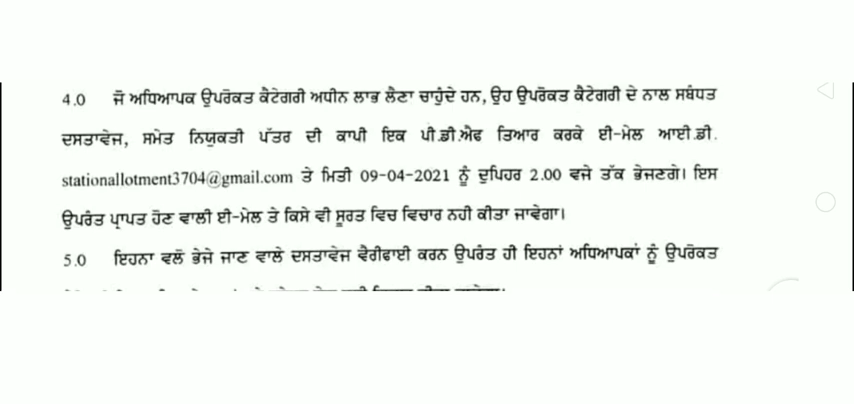 4.0 ਜੋ ਅਧਿਆਪਕ ਉਪਰੋਕਤ ਕੈਟੇਗਰੀ ਅਧੀਨ ਲਾਭ ਲੈਣਾ ਚਾਹੁੰਦੇ ਹਨ, ਉਹ ਉਪਰੋਕਤ ਕੈਟੇਗਰੀ ਦੇ ਨਾਲ ਸਬੰਧਤ
ਦਸਤਾਵੇਜ, ਸਮੇਤ ਨਿਯੁਕਤੀ ਪੱਤਰ ਦੀ ਕਾਪੀ ਇਕ ਪੀ.ਡੀ.ਐਫ ਤਿਆਰ ਕਰਕੇ ਈ-ਮੇਲ ਆਈ.ਡੀ.
stationallotment3704@gmail.com ਤੇ ਮਿਤੀ 09-04-2021 ਨੂੰ ਦੁਪਿਹਰ 2.00 ਵਜੇ ਤੱਕ ਭੇਜਣਗੇ। ਇਸ
ਉਪਰੰਤ ਪ੍ਰਾਪਤ ਹੋਣ ਵਾਲੀ ਈ-ਮੇਲ ਤੇ ਕਿਸੇ ਵੀ ਸੂਰਤ ਵਿਚ ਵਿਚਾਰ ਨਹੀ ਕੀਤਾ ਜਾਵੇਗਾ।
5.0 ਇਹਨਾ ਵਲੋ ਭੇਜੇ ਜਾਣ ਵਾਲੇ ਦਸਤਾਵੇਜ ਵੈਰੀਫਾਈ ਕਰਨ ਉਪਰੰਤ ਹੀ ਇਹਨਾਂ ਅਧਿਆਪਕਾਂ ਨੂੰ ਉਪਰੋਕਤ